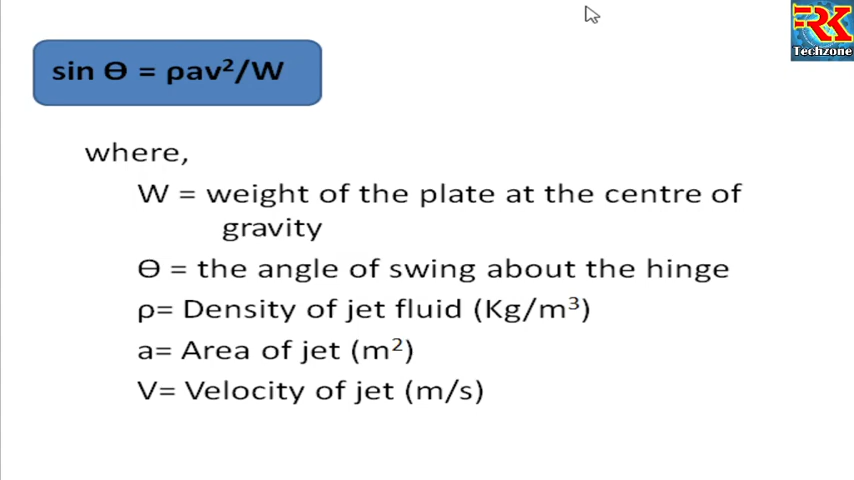 RK
Techzone
sin Ɵ = ρav²/W
where,
W = weight of the plate at the centre of
gravity
Ɵ = the angle of swing about the hinge
ρ= Density of jet fluid (Kg/m³)
a= Area of jet (m²)
V= Velocity of jet (m/s)